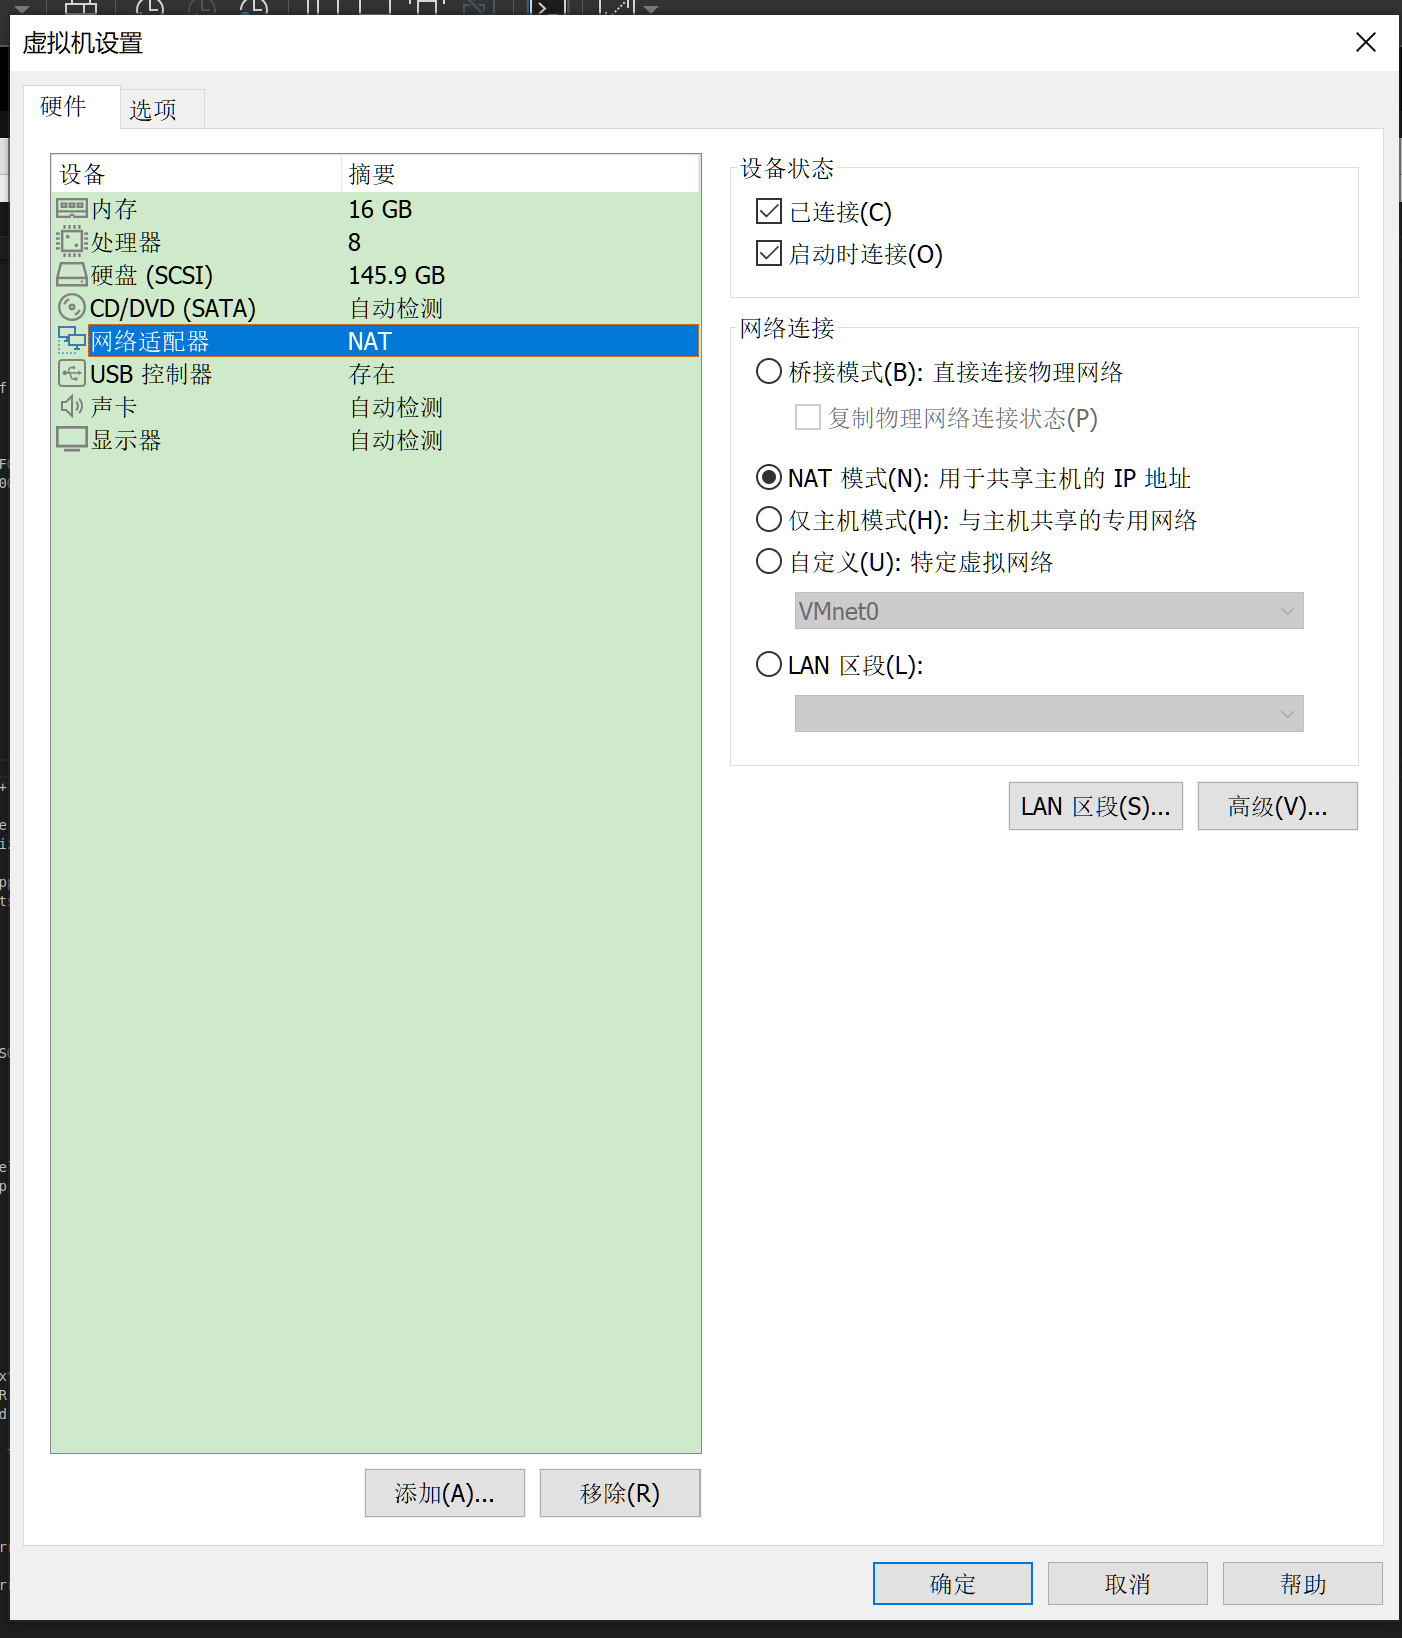 虚拟机设置
硬件
选项
设备 摘要
内存 16 GB
处理器 8
硬盘 (SCSI) 145.9 GB
CD/DVD (SATA) 自动检测
网络适配器 NAT
USB 控制器 存在
声卡 自动检测
显示器 自动检测
添加(A)...
移除(R)
设备状态
已连接(C)
启动时连接(O)
网络连接
桥接模式(B): 直接连接物理网络
复制物理网络连接状态(P)
NAT 模式(N): 用于共享主机的 IP 地址
仅主机模式(H): 与主机共享的专用网络
自定义(U): 特定虚拟网络
VMnet0
LAN 区段(L):
LAN 区段(S)...
高级(V)...
确定
取消
帮助